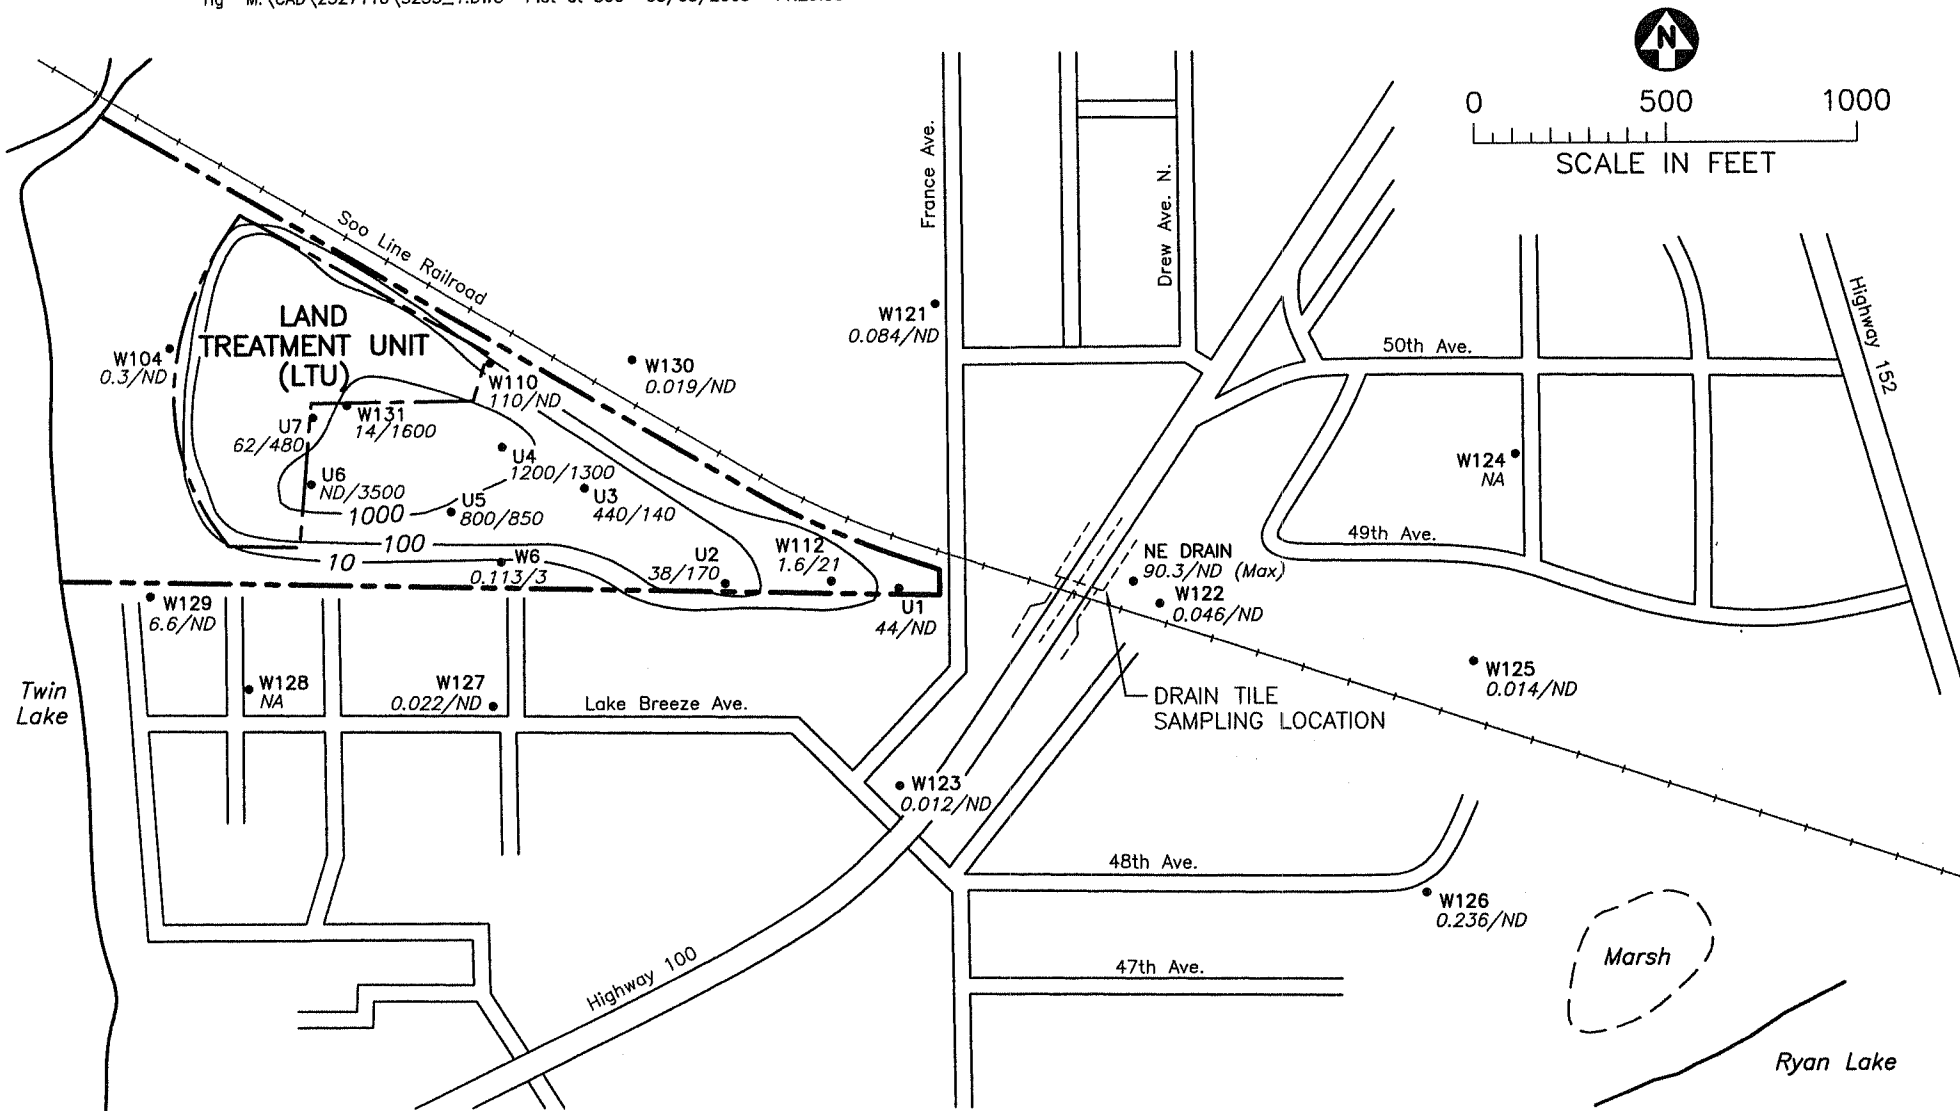 N
0 500 1000
SCALE IN FEET
France Ave.
Drew Ave. N.
Soo Line Railroad
Highway 152
LAND
TREATMENT UNIT
(LTU)
W104
0.3/ND
W121
0.084/ND
W130
0.019/ND
50th Ave.
W110
110/ND
W131
14/1600
U7
62/480
U4
1200/1300
W124
NA
U6
ND/3500
U3
440/140
U5
800/850
1000
100
10
49th Ave.
W6
0.113/3
U2
38/170
W112
1.6/21
NE DRAIN
90.3/ND (Max)
W122
0.046/ND
U1
44/ND
W129
6.6/ND
W128
NA
W127
0.022/ND
Lake Breeze Ave.
Twin
Lake
W125
0.014/ND
DRAIN TILE
SAMPLING LOCATION
W123
0.012/ND
48th Ave.
W126
0.236/ND
Marsh
47th Ave.
Highway 100
Ryan Lake